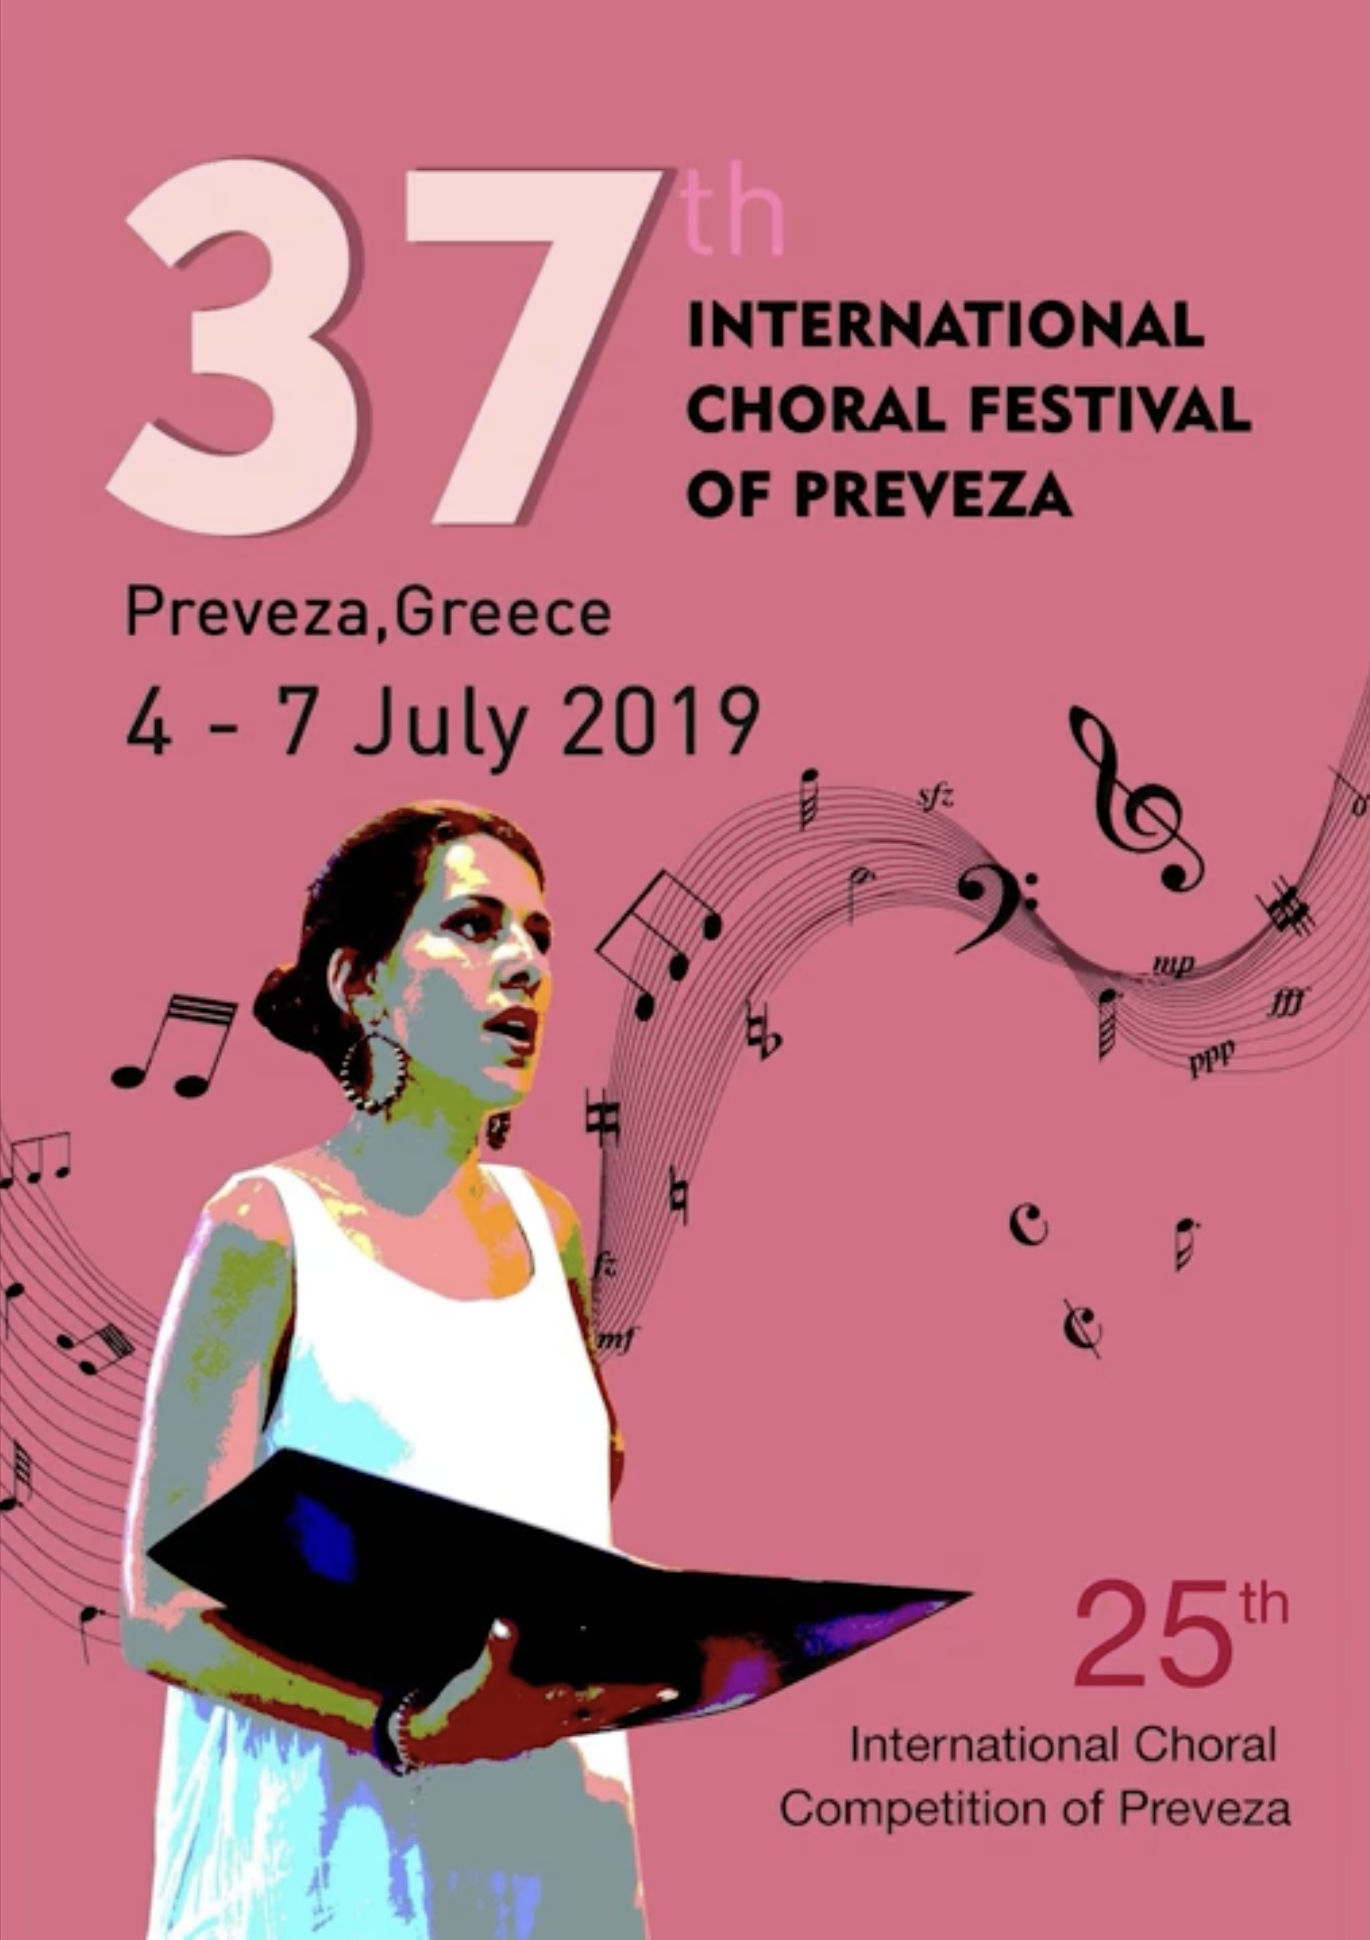 37th
INTERNATIONAL
CHORAL FESTIVAL
OF PREVEZA
Preveza,Greece
4 - 7 July 2019
sfz
mp
fff
ppp
fz
mf
25th
International Choral
Competition of Preveza